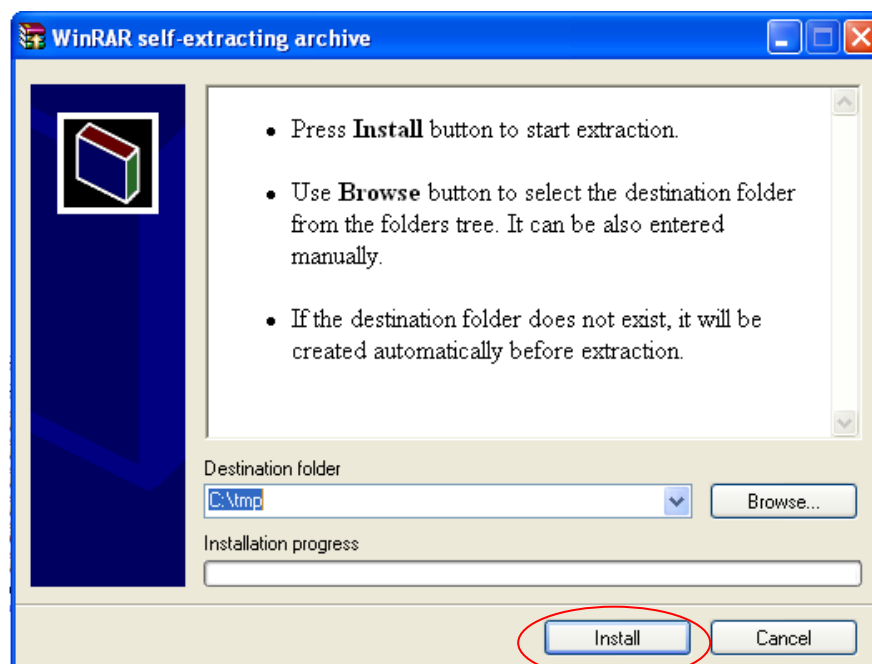 WinRAR self-extracting archive
• Press Install button to start extraction.
• Use Browse button to select the destination folder
from the folders tree. It can be also entered
manually.
• If the destination folder does not exist, it will be
created automatically before extraction.
Destination folder
C:\tmp
Browse...
Installation progress
Install
Cancel